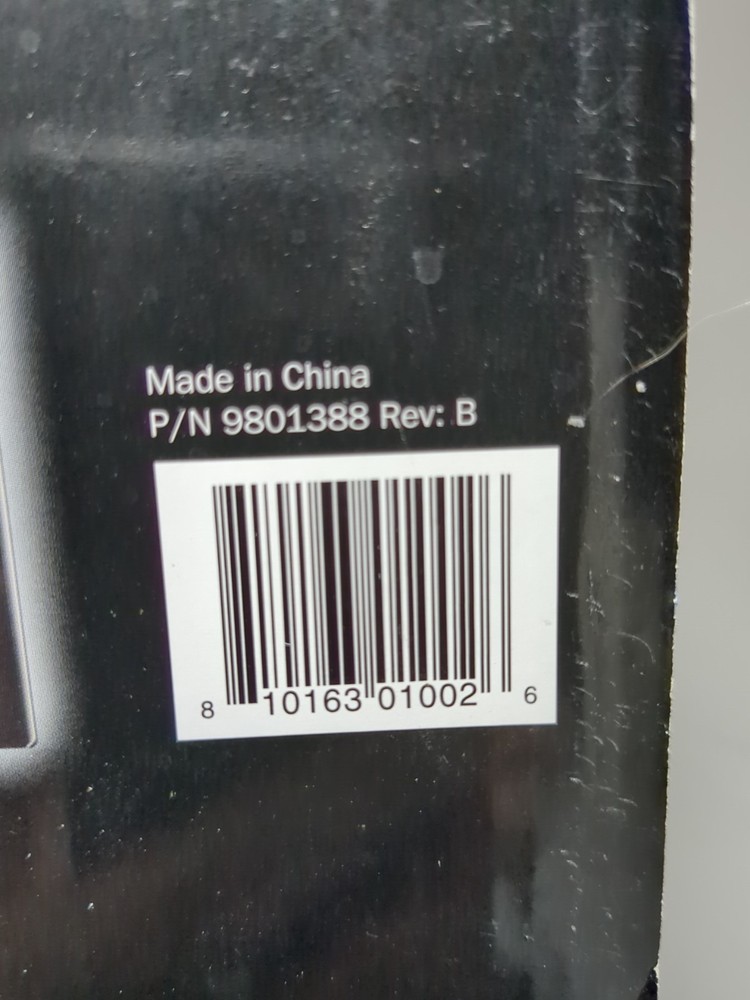 Made in China
P/N 9801388 Rev: B
8 10163 01002 6